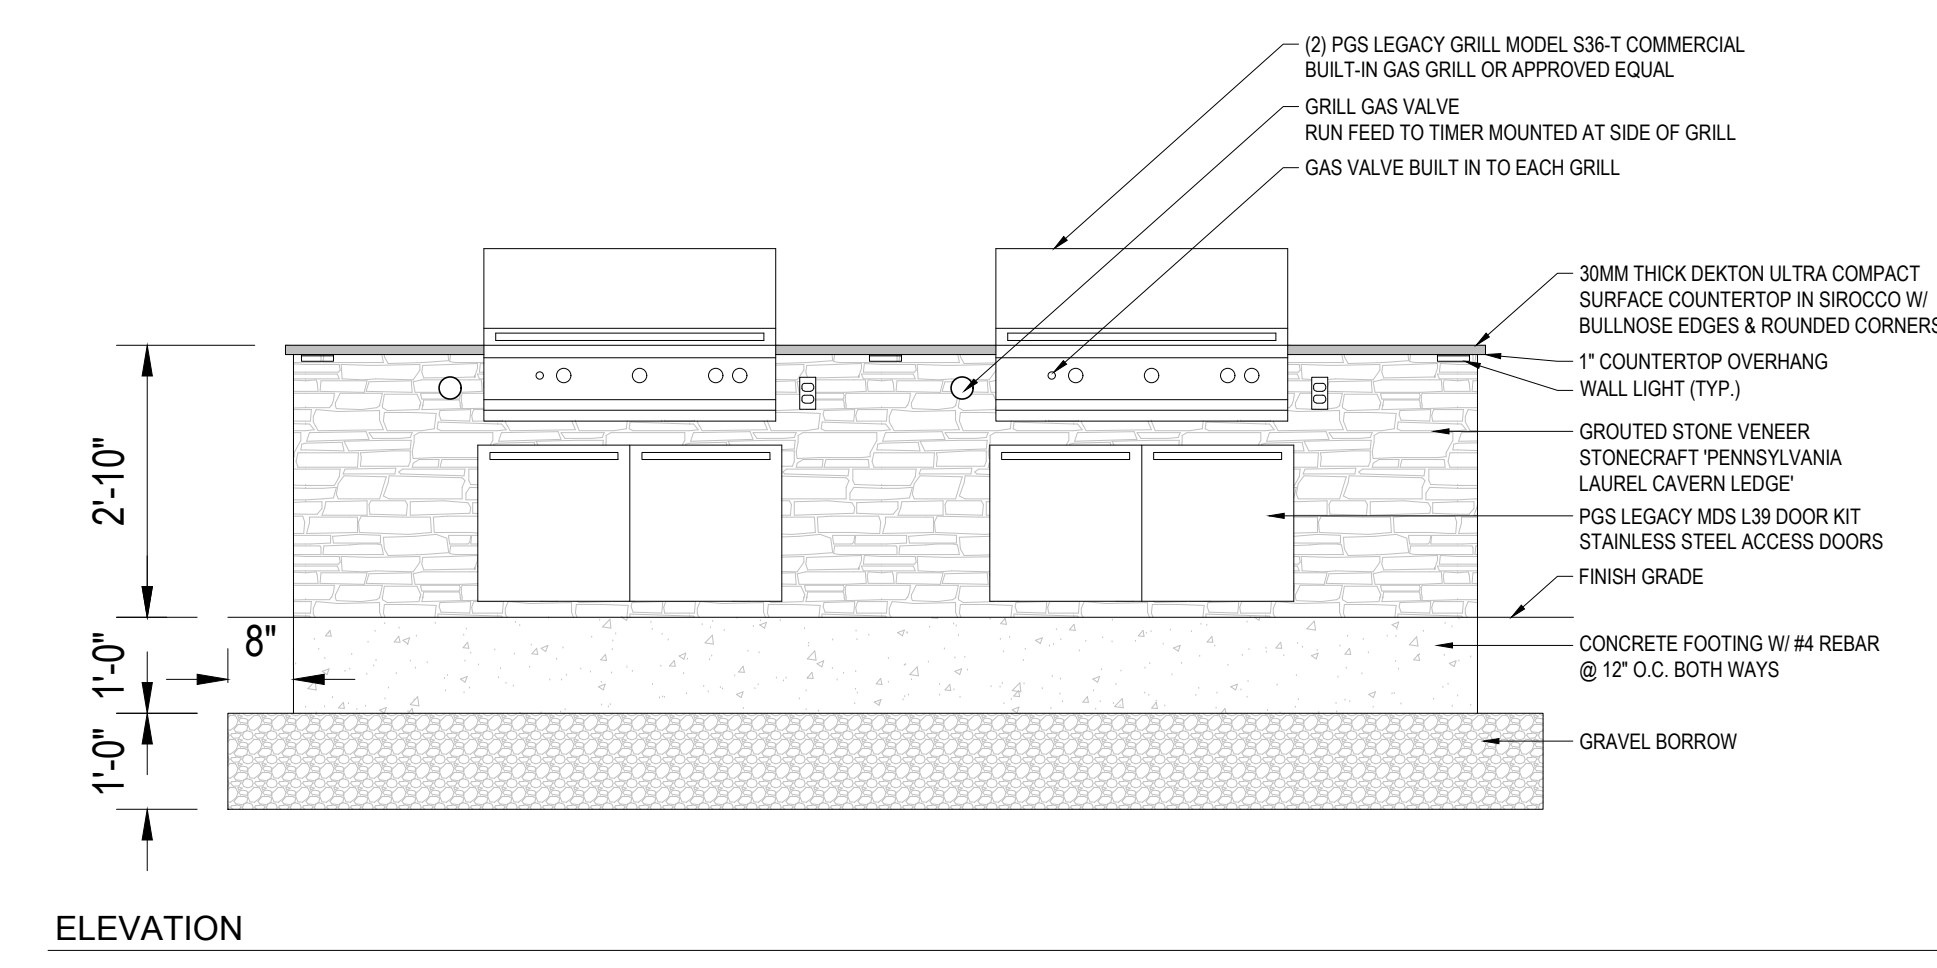 (2) PGS LEGACY GRILL MODEL S36-T COMMERCIAL
BUILT-IN GAS GRILL OR APPROVED EQUAL
GRILL GAS VALVE
RUN FEED TO TIMER MOUNTED AT SIDE OF GRILL
GAS VALVE BUILT IN TO EACH GRILL
30MM THICK DEKTON ULTRA COMPACT
SURFACE COUNTERTOP IN SIROCCO W/
BULLNOSE EDGES & ROUNDED CORNERS
1" COUNTERTOP OVERHANG
WALL LIGHT (TYP.)
GROUTED STONE VENEER
STONECRAFT 'PENNSYLVANIA
LAUREL CAVERN LEDGE'
PGS LEGACY MDS L39 DOOR KIT
STAINLESS STEEL ACCESS DOORS
FINISH GRADE
CONCRETE FOOTING W/ #4 REBAR
@ 12" O.C. BOTH WAYS
GRAVEL BORROW
2'-10"
8"
1'-0"
1'-0"
ELEVATION